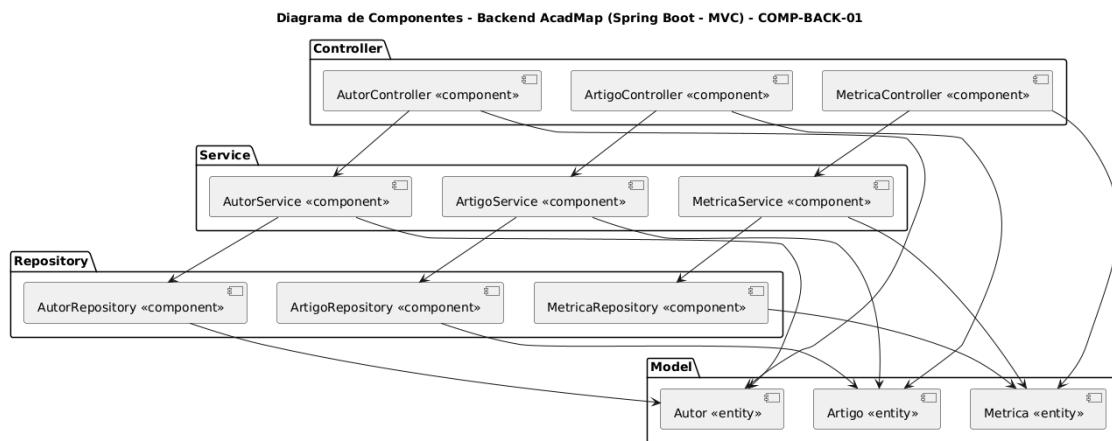 Diagrama de Componentes - Backend AcadMap (Spring Boot - MVC) - COMP-BACK-01
Controller
AutorController «component»
ArtigoController «component»
MetricaController «component»
Service
AutorService «component»
ArtigoService «component»
MetricaService «component»
Repository
AutorRepository «component»
ArtigoRepository «component»
MetricaRepository «component»
Model
Autor «entity»
Artigo «entity»
Metrica «entity»